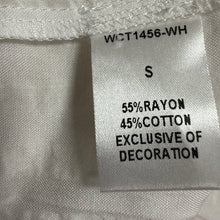 WCT1456-WH
S
55%RAYON
45%COTTON
EXCLUSIVE OF
DECORATION